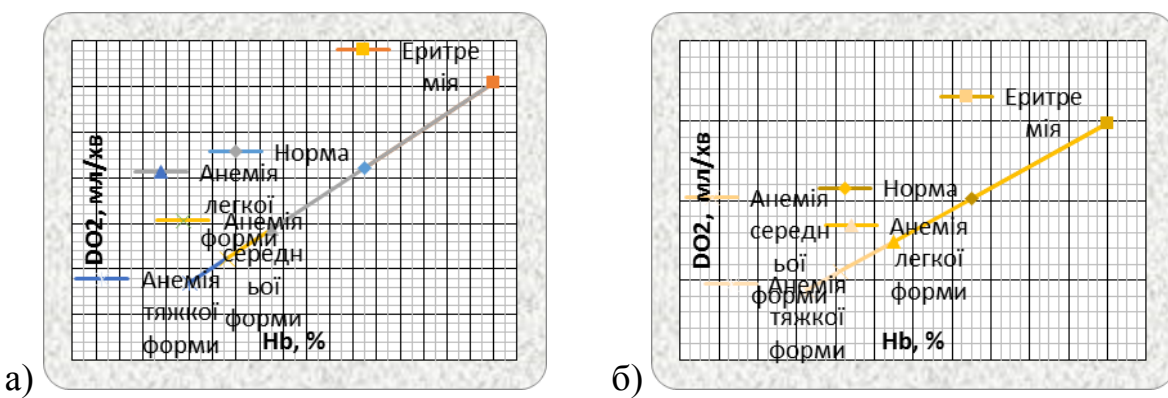 Еритре
мія
Норма
Анемія
легкої
форми
Анемія
середн
ьої
форми
Анемія
тяжкої
форми
DO2, мл/хв
Hb, %
а)
Еритре
мія
Анемія
середн
ьої
форми
Норма
Анемія
легкої
форми
Анемія
тяжкої
форми
DO2, мл/хв
Hb, %
б)